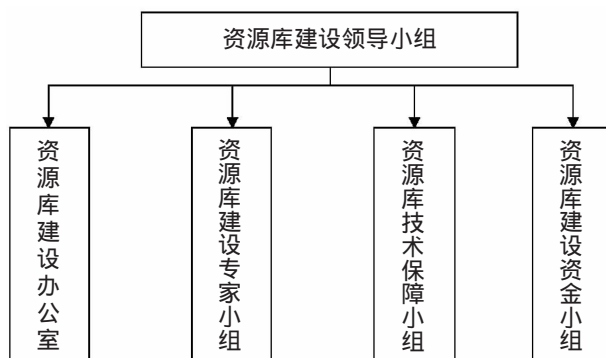 资源库建设领导小组
资源库建设办公室
资源库建设专家小组
资源库技术保障小组
资源库建设资金小组